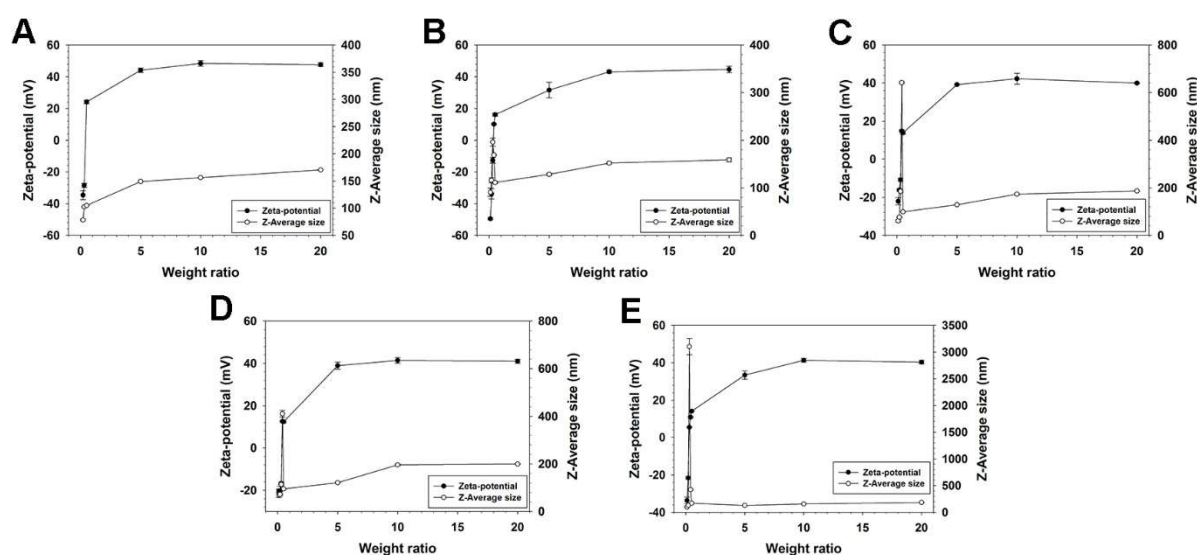 A
60
40
20
0
-20
-40
-60
Zeta-potential (mV)
400
350
300
250
200
150
100
50
Z-Average size (nm)
Zeta-potential
Z-Average size
0 5 10 15 20
Weight ratio
B
60
40
20
0
-20
-40
-60
Zeta-potential (mV)
400
300
200
100
0
Z-Average size (nm)
Zeta-potential
Z-Average size
0 5 10 15 20
Weight ratio
C
60
40
20
0
-20
-40
Zeta-potential (mV)
800
600
400
200
0
Z-Average size (nm)
Zeta-potential
Z-Average size
0 5 10 15 20
Weight ratio
D
60
40
20
0
-20
Zeta-potential (mV)
800
600
400
200
0
Z-Average size (nm)
Zeta-potential
Z-Average size
0 5 10 15 20
Weight ratio
E
60
40
20
0
-20
-40
Zeta-potential (mV)
3500
3000
2500
2000
1500
1000
500
0
Z-Average size (nm)
Zeta-potential
Z-Average size
0 5 10 15 20
Weight ratio